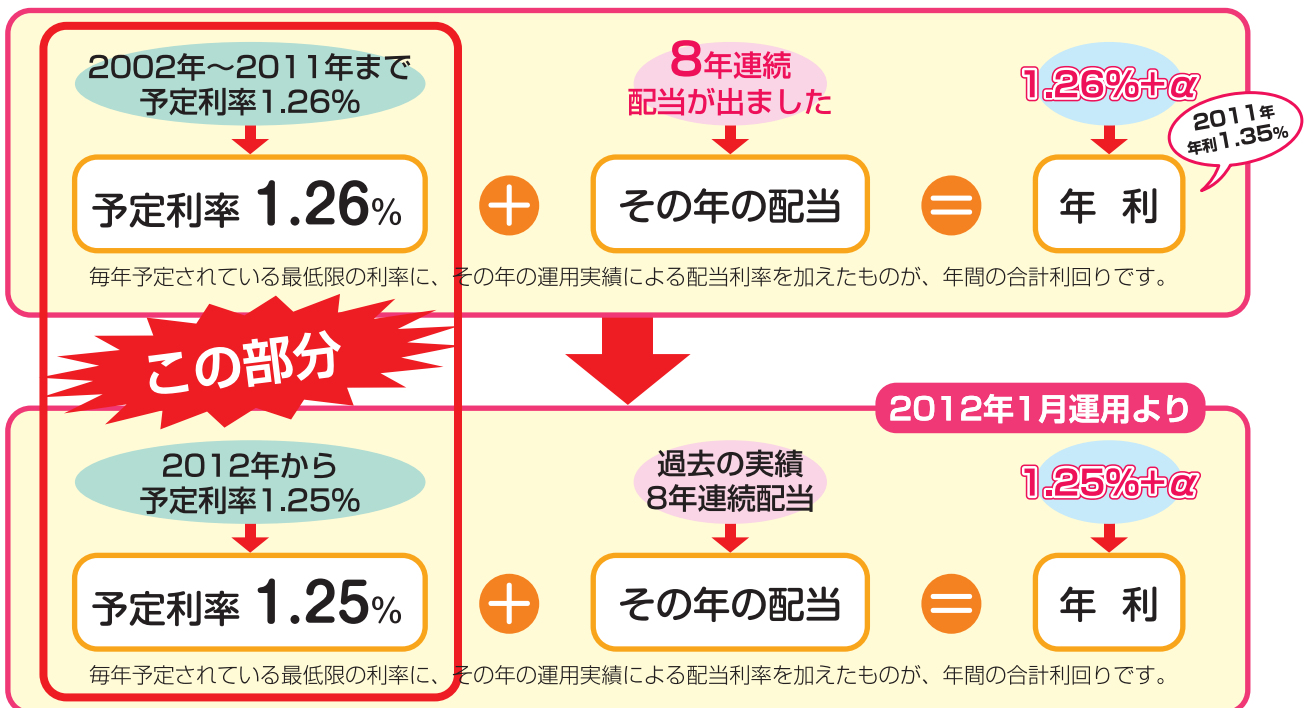 2002年～2011年まで
予定利率1.26%
8年連続
配当が出ました
1.26%+α
2011年
年利1.35%
予定利率 1.26%
＋
その年の配当
＝
年 利
毎年予定されている最低限の利率に、その年の運用実績による配当利率を加えたものが、年間の合計利回りです。
この部分
2012年1月運用より
2012年から
予定利率1.25%
過去の実績
8年連続配当
1.25%+α
予定利率 1.25%
＋
その年の配当
＝
年 利
毎年予定されている最低限の利率に、その年の運用実績による配当利率を加えたものが、年間の合計利回りです。